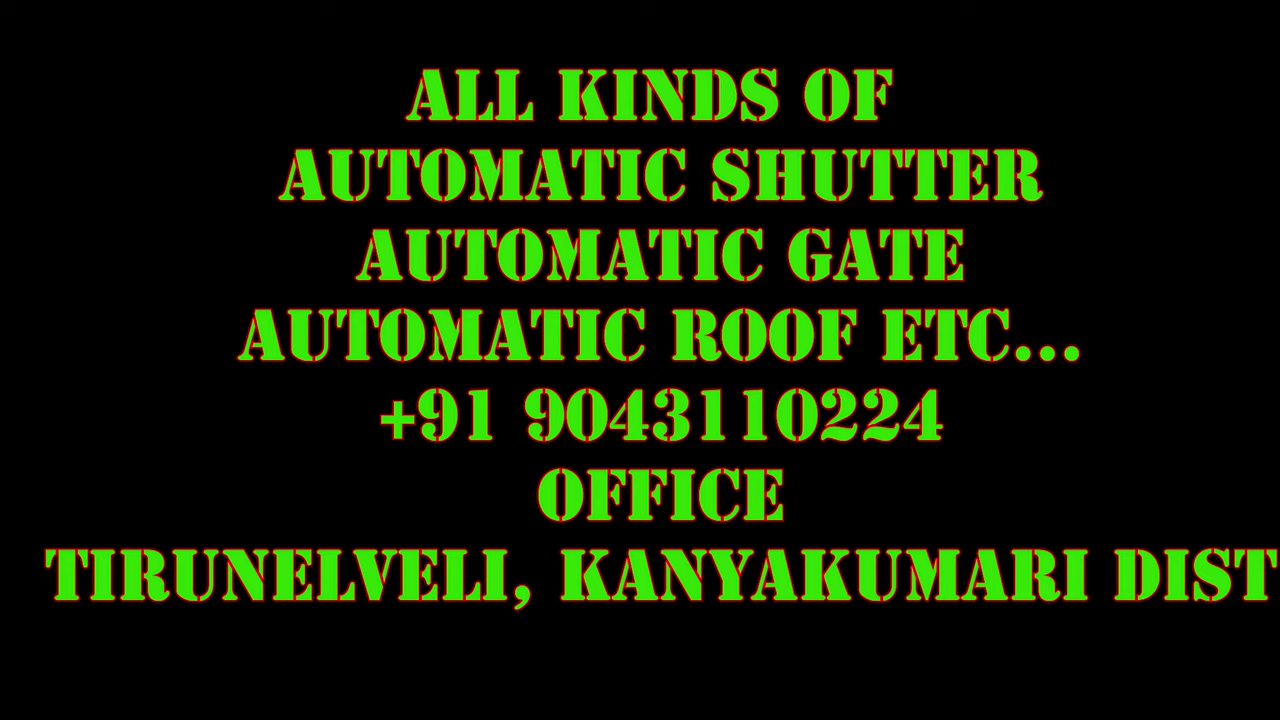 ALL KINDS OF
AUTOMATIC SHUTTER
AUTOMATIC GATE
AUTOMATIC ROOF ETC...
+91 9043110224
OFFICE
TIRUNELVELI, KANYAKUMARI DIST